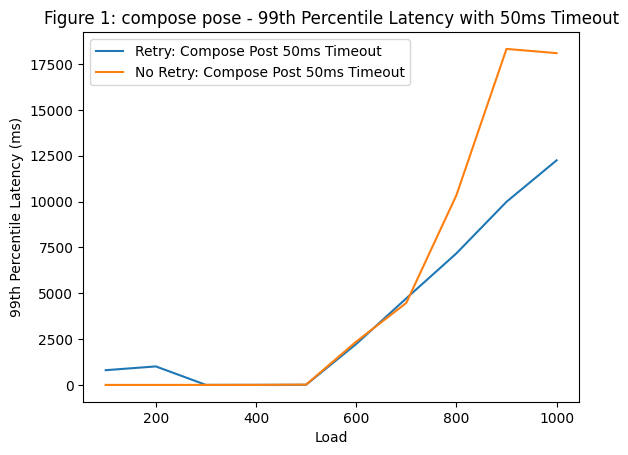 Figure 1: compose pose - 99th Percentile Latency with 50ms Timeout
Retry: Compose Post 50ms Timeout
No Retry: Compose Post 50ms Timeout
99th Percentile Latency (ms)
17500
15000
12500
10000
7500
5000
2500
0
200 400 600 800 1000
Load